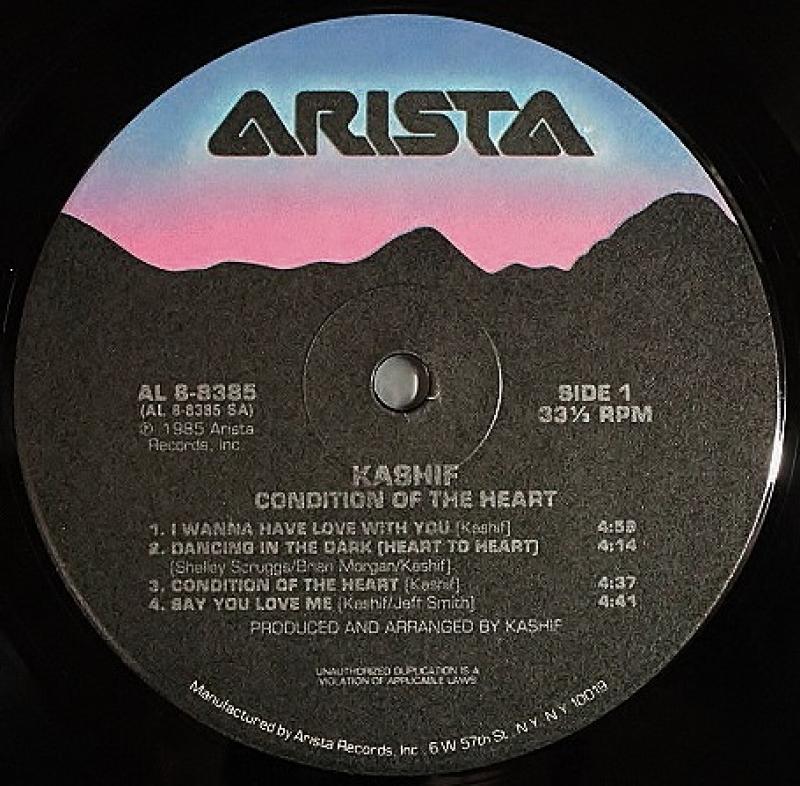 ARISTA
AL 8-8385
(AL 8-8385 SA)
℗ 1985 Arista
Records, Inc.
SIDE 1
33⅓ RPM
KASHIF
CONDITION OF THE HEART
1. I WANNA HAVE LOVE WITH YOU (Kashif) 4:59
2. DANCING IN THE DARK (HEART TO HEART) 4:14
(Shelley Scruggs/Brian Morgan/Kashif)
3. CONDITION OF THE HEART (Kashif) 4:37
4. SAY YOU LOVE ME (Kashif/Jeff Smith) 4:41
PRODUCED AND ARRANGED BY KASHIF
UNAUTHORIZED DUPLICATION IS A
VIOLATION OF APPLICABLE LAWS
Manufactured by Arista Records, Inc. 6 W 57th St. N.Y. N.Y. 10019